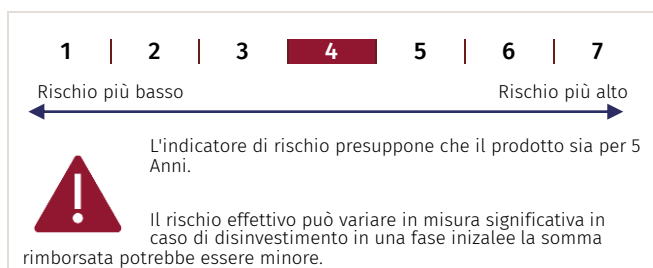 1 2 3 4 5 6 7
Rischio più basso Rischio più alto
L'indicatore di rischio presuppone che il prodotto sia per 5
Anni.
Il rischio effettivo può variare in misura significativa in
caso di disinvestimento in una fase inizalee la somma
rimborsata potrebbe essere minore.